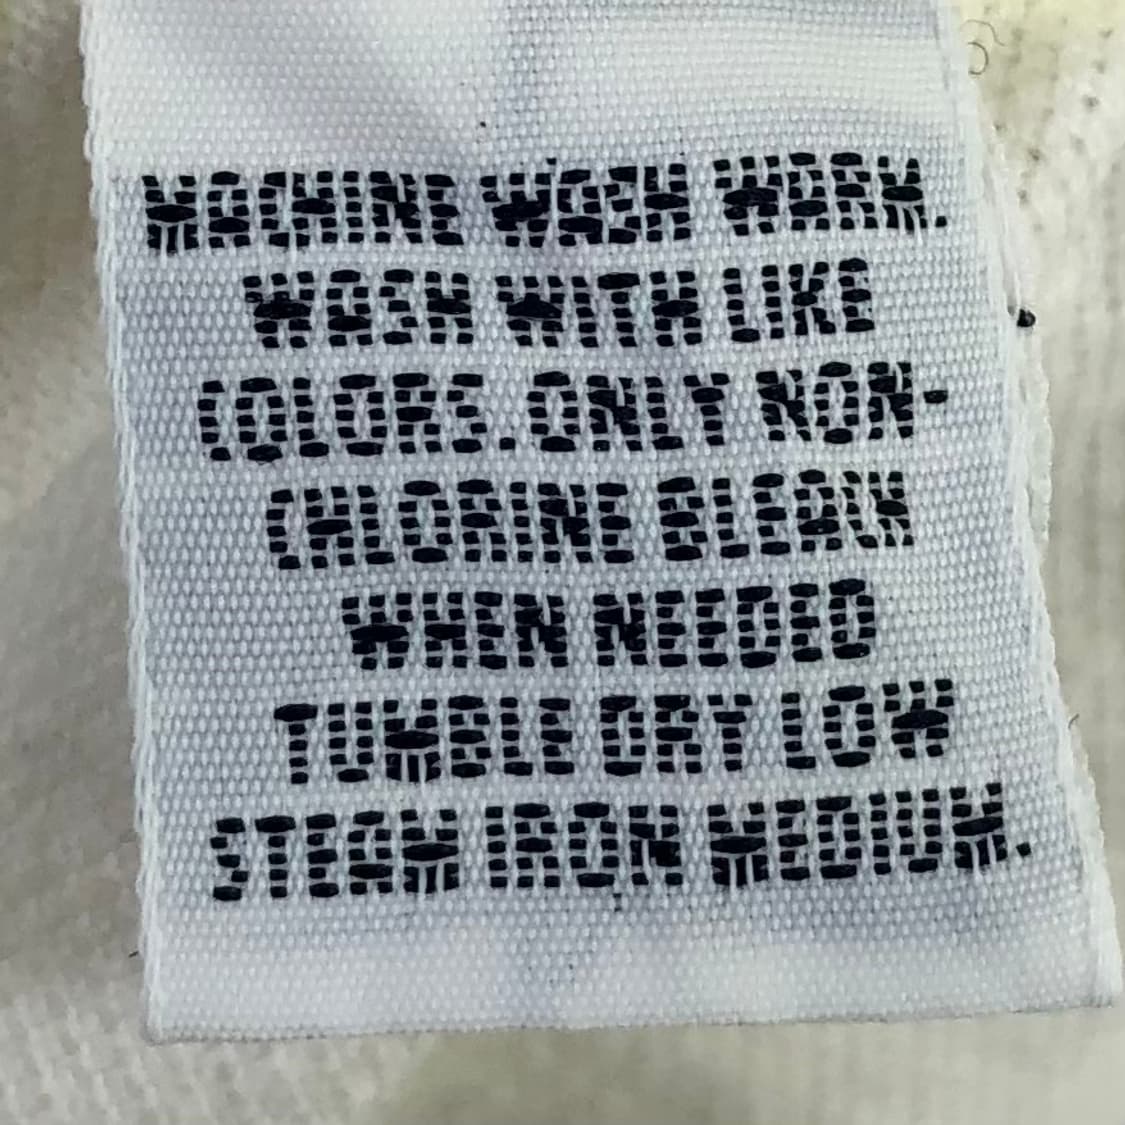 MACHINE WASH WARM.
WASH WITH LIKE
COLORS.ONLY NON-
CHLORINE BLEACH
WHEN NEEDED
TUMBLE DRY LOW
STEAM IRON MEDIUM.